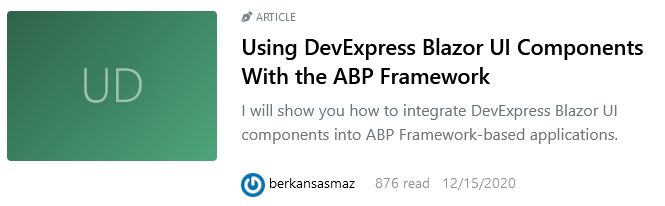 UD
ARTICLE
Using DevExpress Blazor UI Components
With the ABP Framework
I will show you how to integrate DevExpress Blazor UI
components into ABP Framework-based applications.
berkansasmaz 876 read 12/15/2020